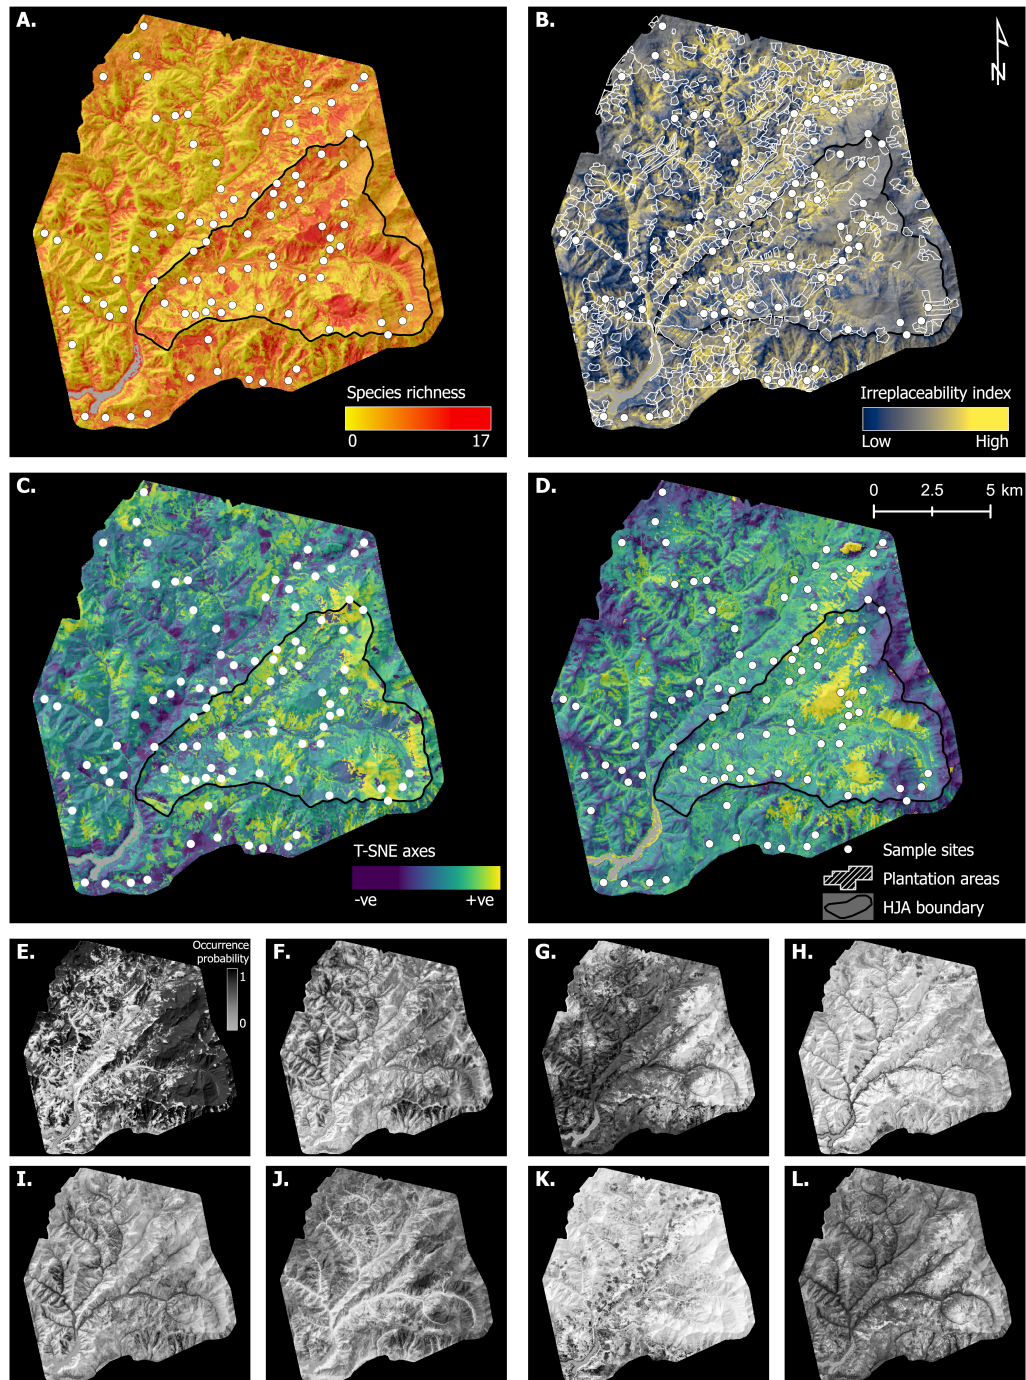 A.
Species richness
0 17
B.
N
Irreplaceability index
Low High
C.
T-SNE axes
-ve +ve
D.
0 2.5 5 km
Sample sites
Plantation areas
HJA boundary
E.
Occurrence
probability
1
0
F.
G.
H.
I.
J.
K.
L.